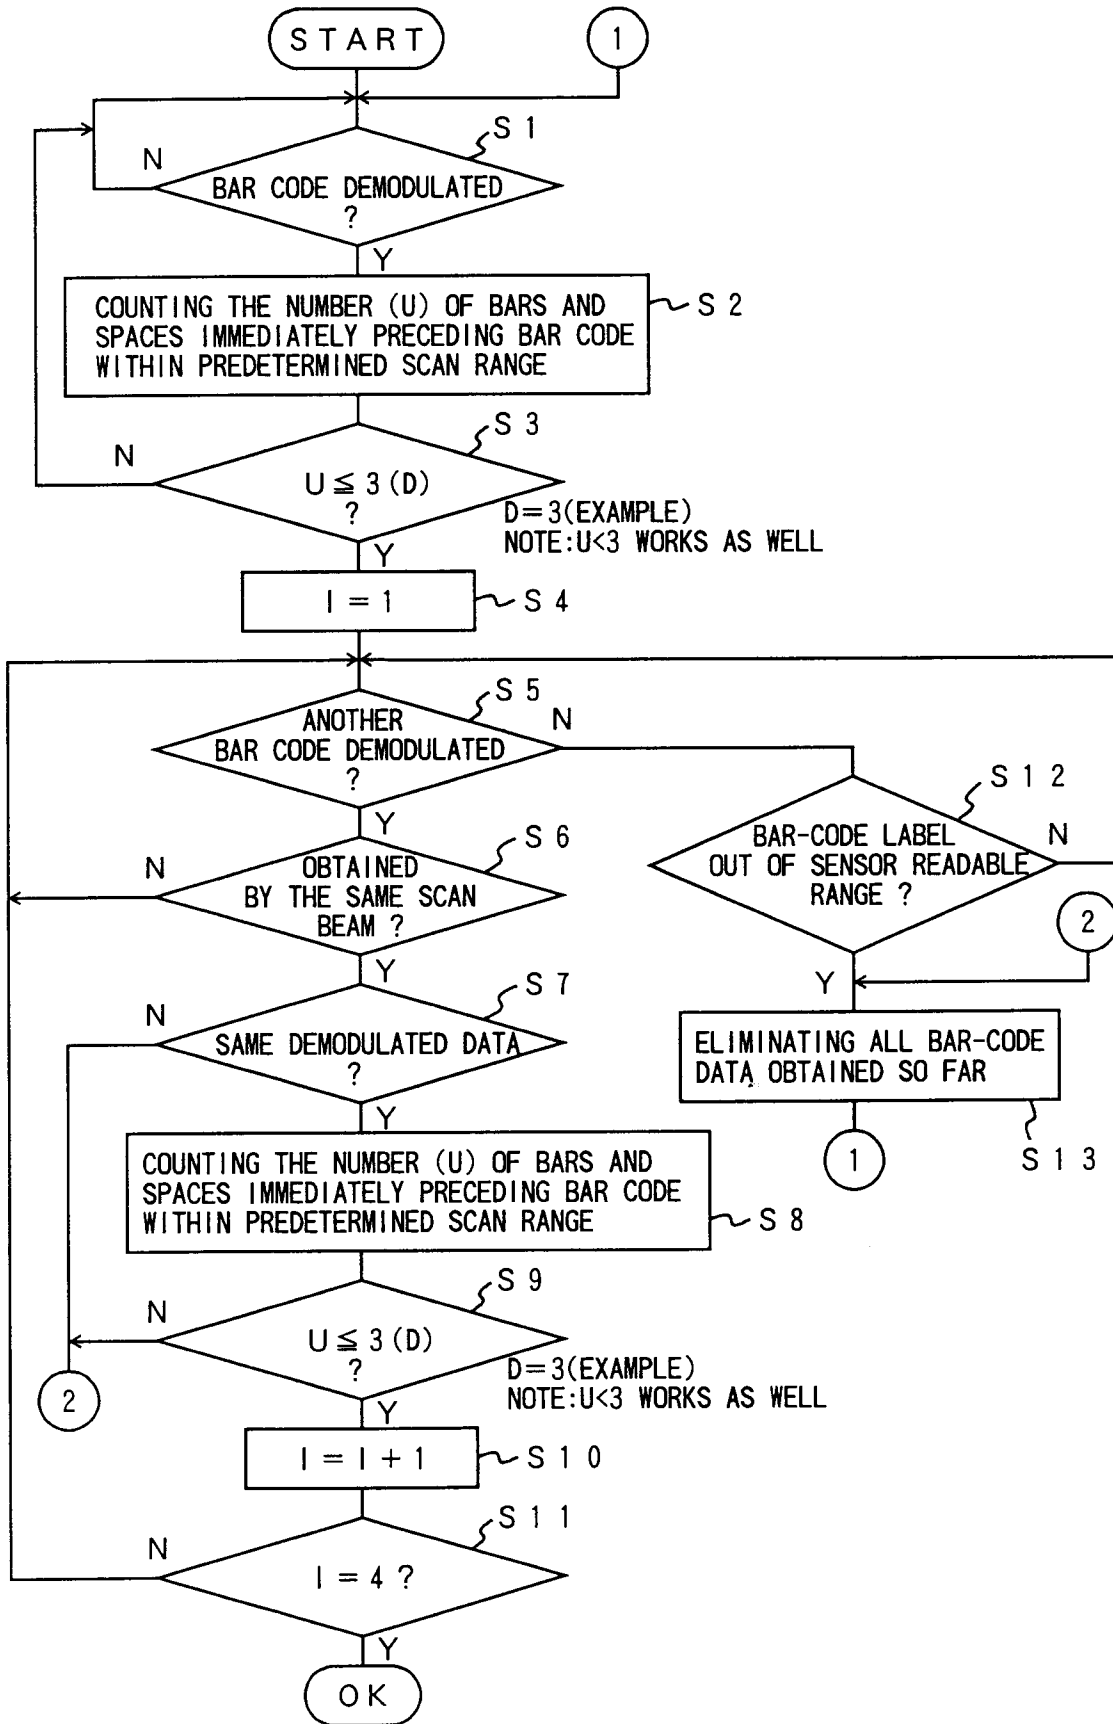 START
1
S1
N
BAR CODE DEMODULATED
?
Y
COUNTING THE NUMBER (U) OF BARS AND
SPACES IMMEDIATELY PRECEDING BAR CODE
WITHIN PREDETERMINED SCAN RANGE
S2
S3
N
U ≦ 3 (D)
?
D=3(EXAMPLE)
NOTE:U<3 WORKS AS WELL
Y
I = 1
S4
S5
ANOTHER
BAR CODE DEMODULATED
?
N
Y
S12
BAR-CODE LABEL
OUT OF SENSOR READABLE
RANGE ?
N
S6
N
OBTAINED
BY THE SAME SCAN
BEAM ?
Y
2
Y
S7
N
SAME DEMODULATED DATA
?
Y
ELIMINATING ALL BAR-CODE
DATA OBTAINED SO FAR
S13
1
COUNTING THE NUMBER (U) OF BARS AND
SPACES IMMEDIATELY PRECEDING BAR CODE
WITHIN PREDETERMINED SCAN RANGE
S8
S9
N
U ≦ 3 (D)
?
D=3(EXAMPLE)
NOTE:U<3 WORKS AS WELL
2
Y
I = I + 1
S10
S11
N
I = 4 ?
Y
OK